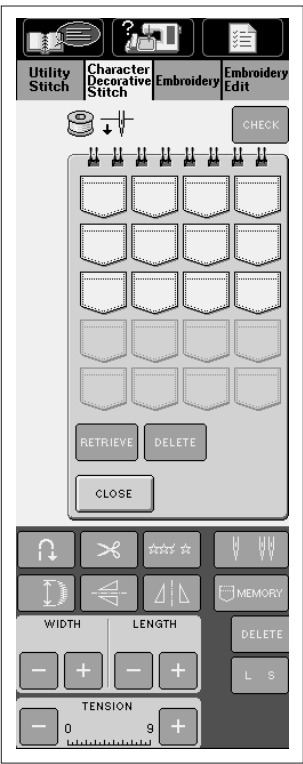 ?
Utility
Stitch
Character
Decorative
Stitch
Embroidery
Embroidery
Edit
CHECK
RETRIEVE
DELETE
CLOSE
MEMORY
WIDTH
LENGTH
DELETE
− + − +
L S
TENSION
− 0 9 +